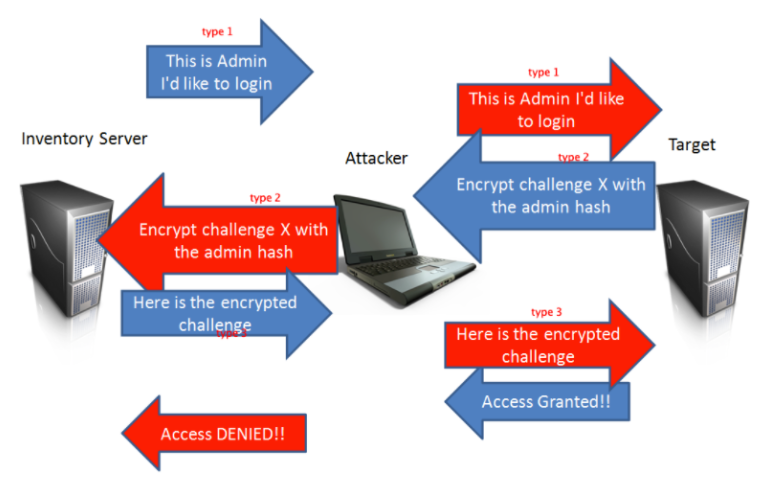 type 1
This is Admin
I'd like to login
type 1
This is Admin I'd like
to login
Inventory Server
Attacker
Target
type 2
Encrypt challenge X with
the admin hash
type 2
Encrypt challenge X with
the admin hash
Here is the encrypted
challenge
type 3
type 3
Here is the encrypted
challenge
Access Granted!!
Access DENIED!!